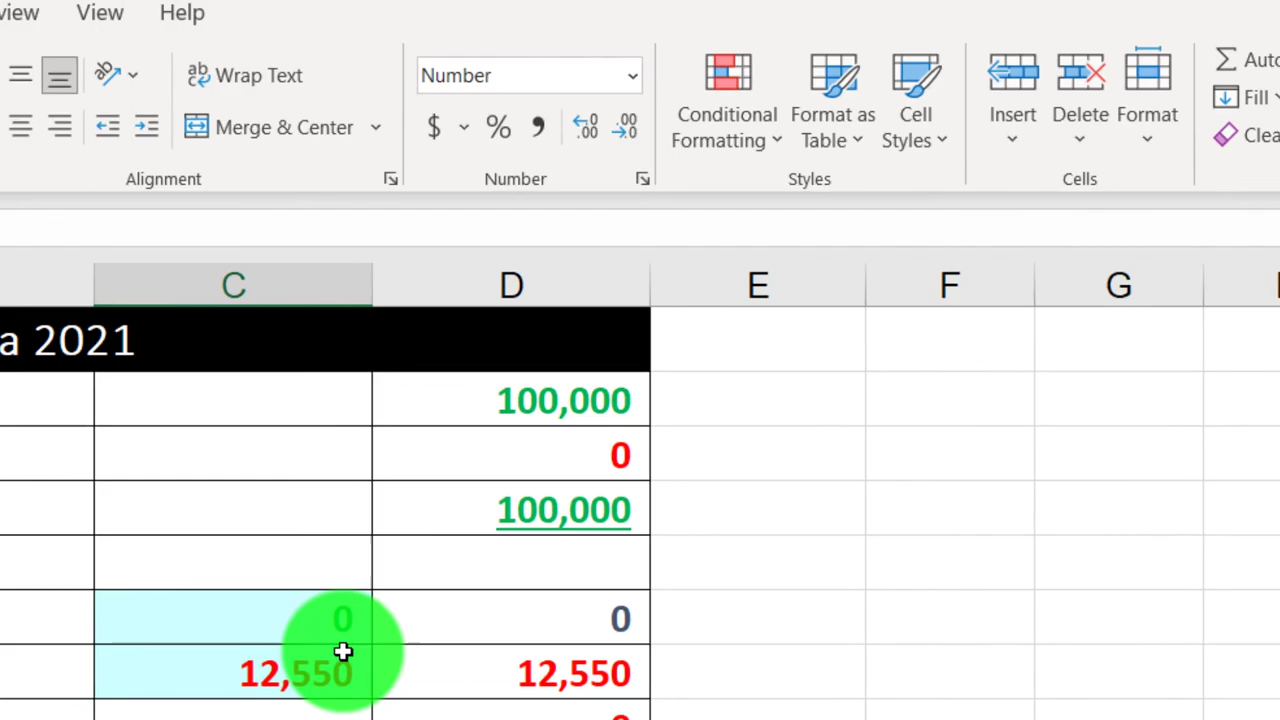 view View Help
Wrap Text Number Conditional Formatting Format as Table Cell Styles Insert Delete Format Auto
Merge & Center $ % Fill
Clea
Alignment Number Styles Cells
C D E F G
a 2021
100,000
0
100,000
0 0
12,550 12,550